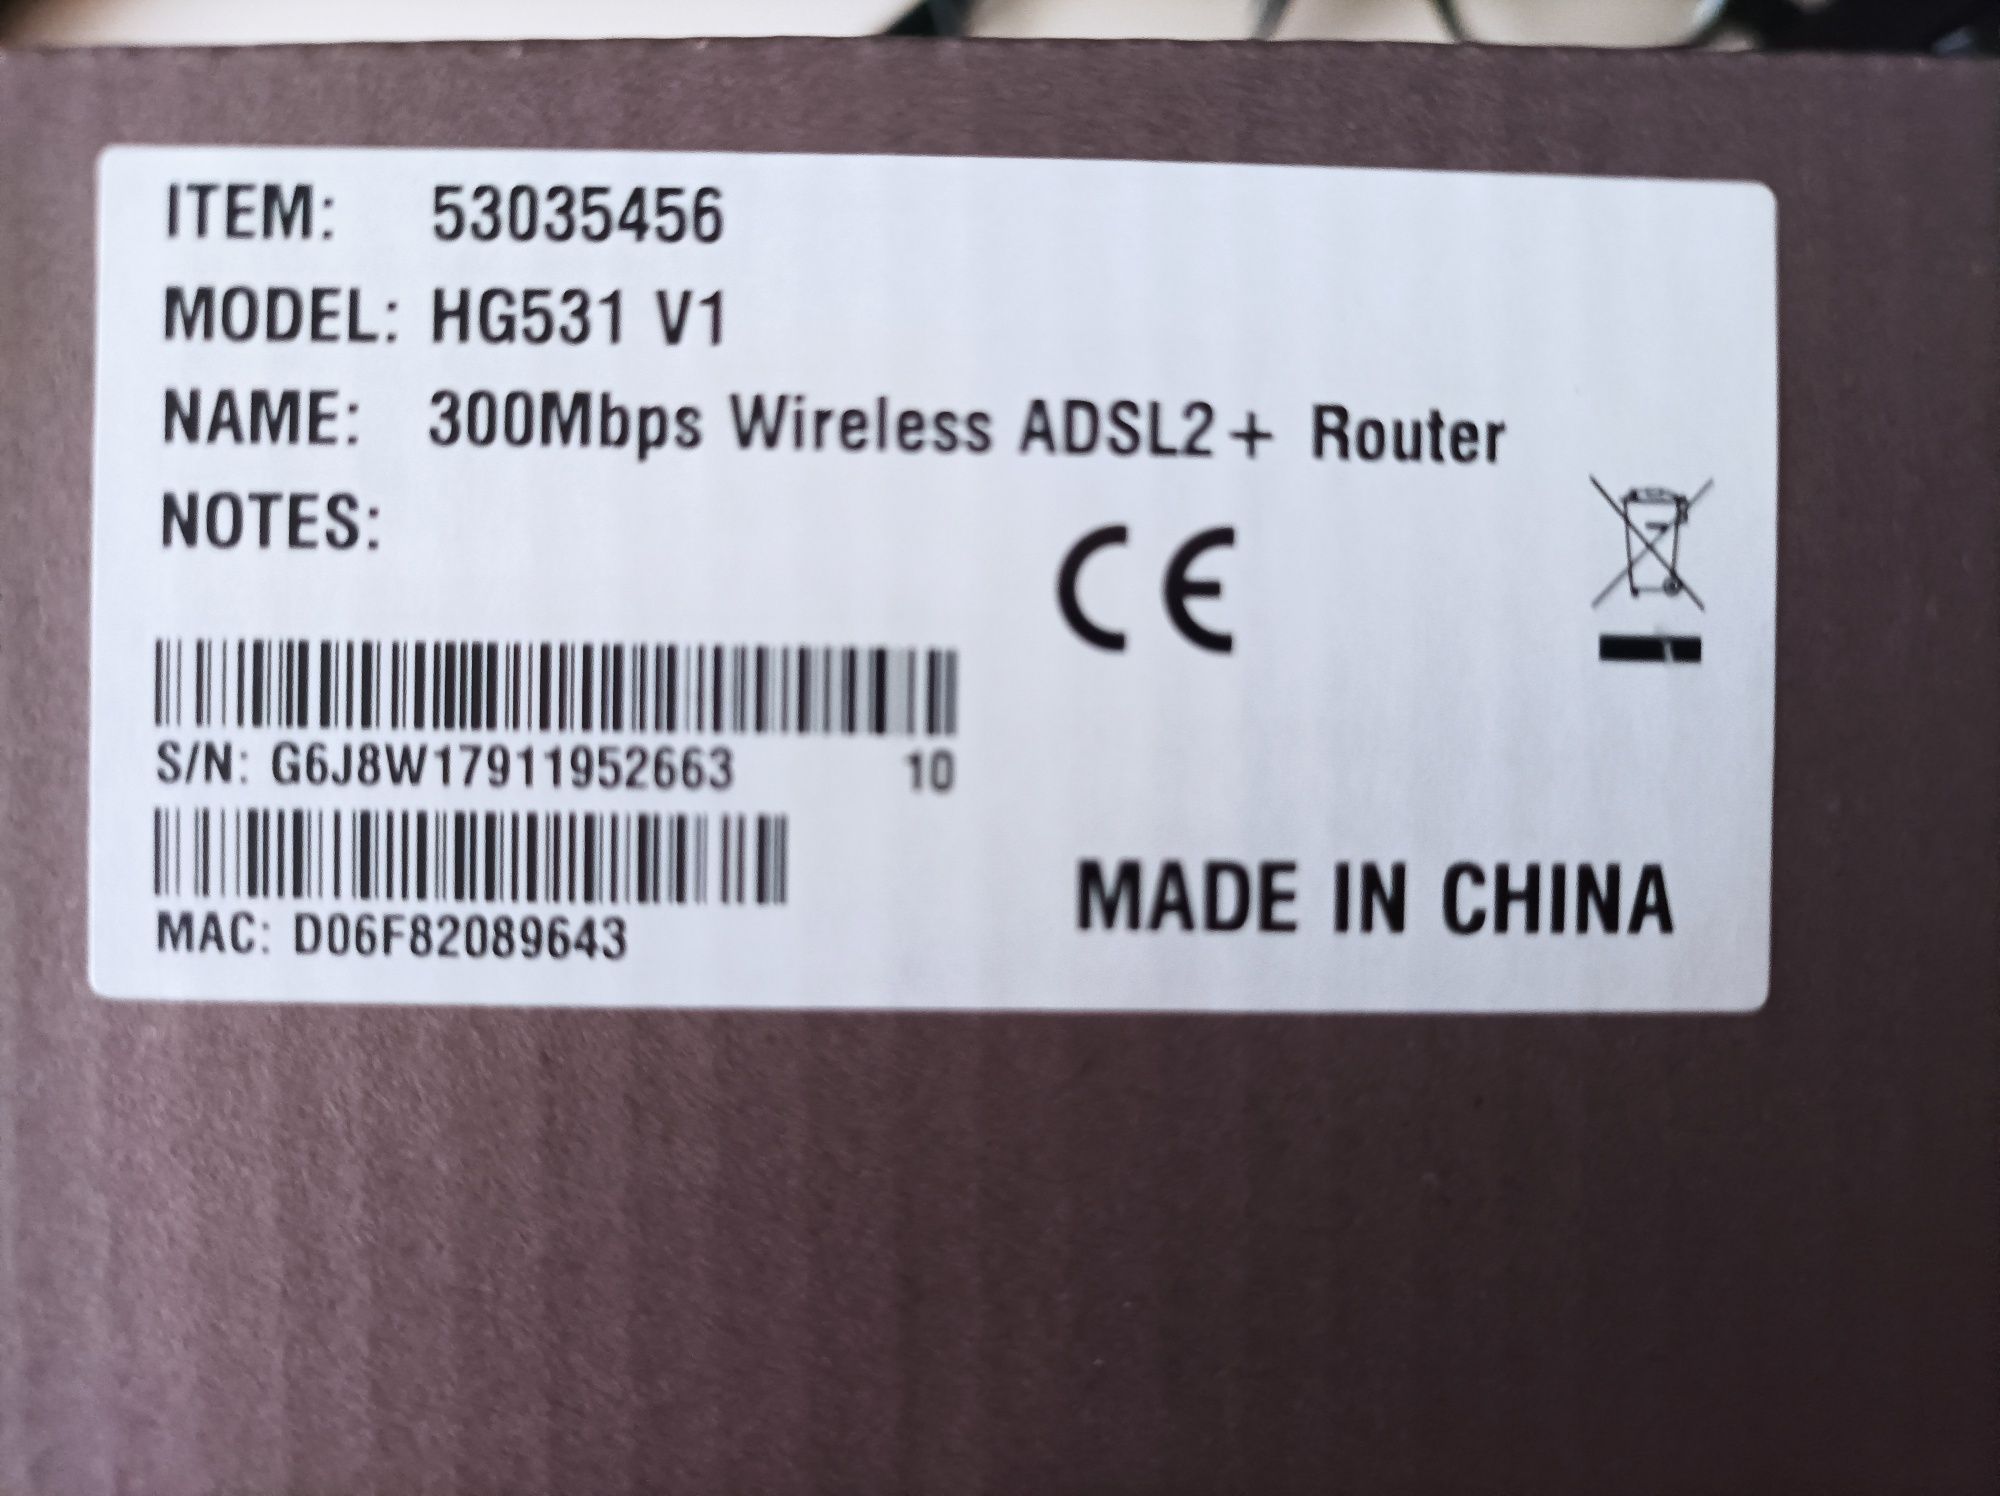 ITEM: 53035456
MODEL: HG531 V1
NAME: 300Mbps Wireless ADSL2+ Router
NOTES:
CE
S/N: G6J8W17911952663 10
MAC: D06F82089643
MADE IN CHINA